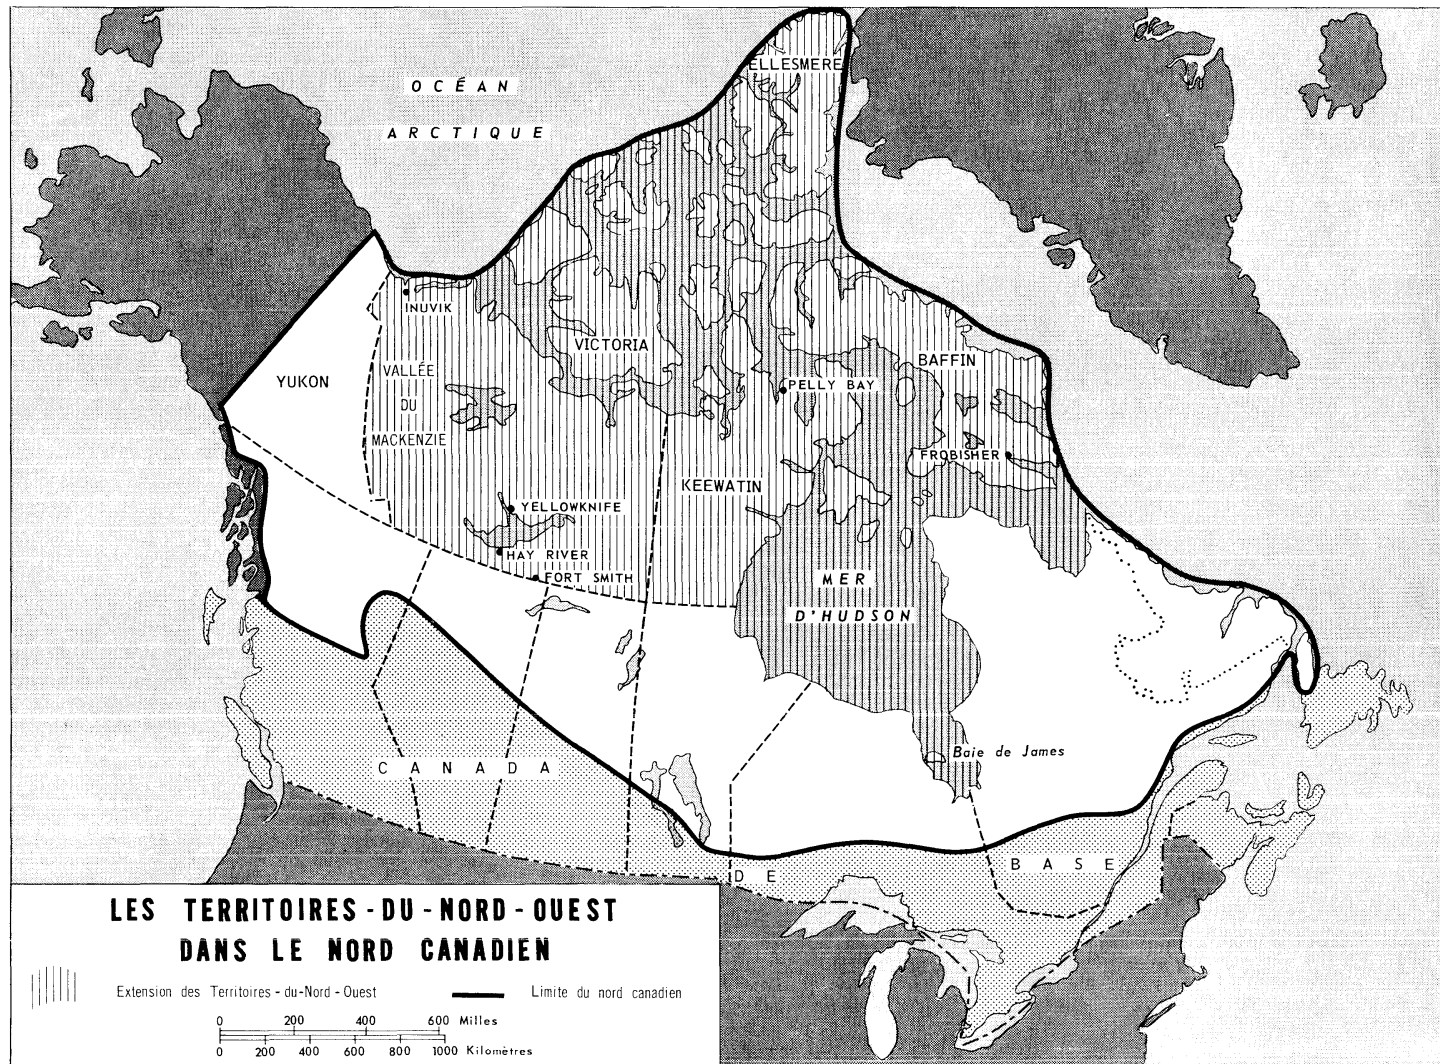 ELLESMERE
OCÉAN
ARCTIQUE
INUVIK
VICTORIA
BAFFIN
YUKON
VALLÉE
DU
MACKENZIE
PELLY BAY
FROBISHER
KEEWATIN
YELLOWKNIFE
HAY RIVER
FORT SMITH
MER
D'HUDSON
Baie de James
CANADA
DE
BASE
LES TERRITOIRES-DU-NORD-OUEST
DANS LE NORD CANADIEN
Extension des Territoires-du-Nord-Ouest
Limite du nord canadien
0 200 400 600 Milles
0 200 400 600 800 1000 Kilomètres